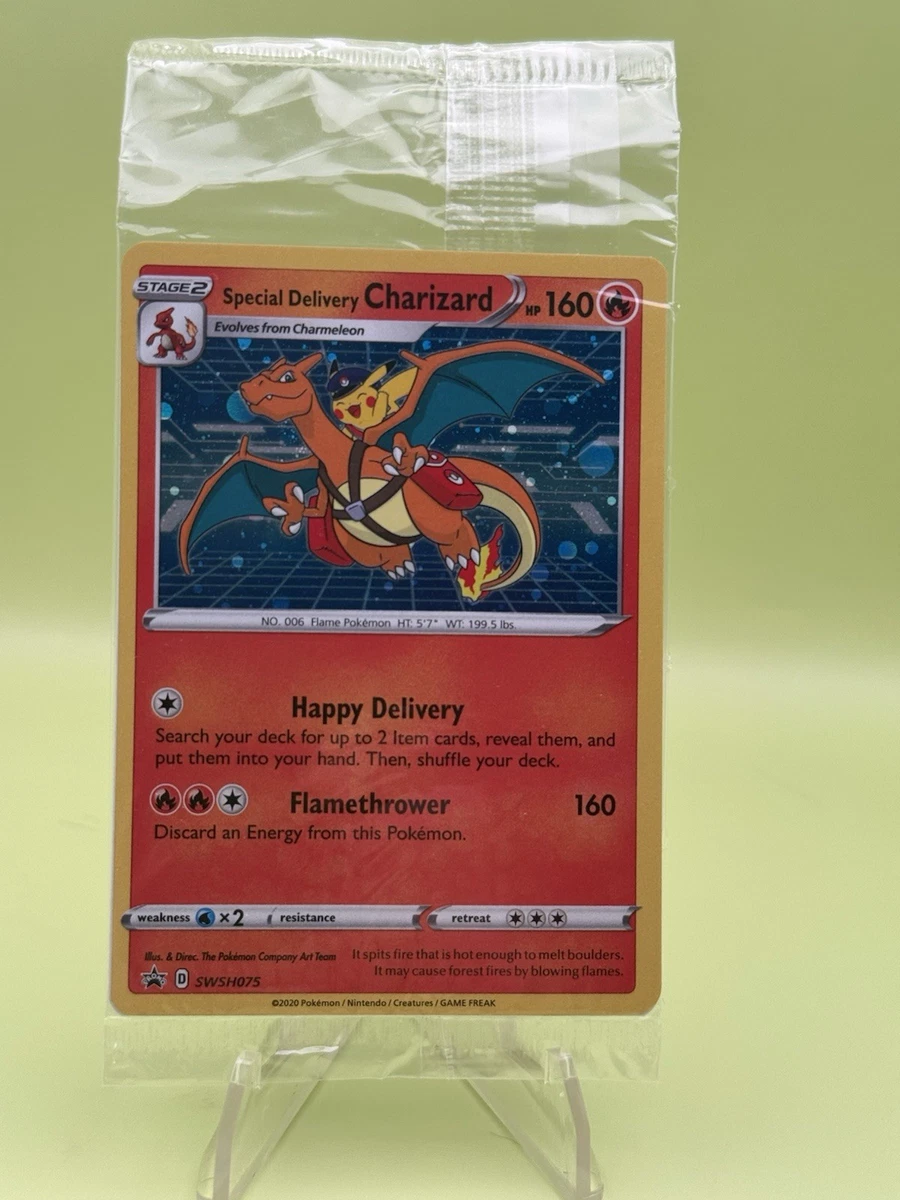 STAGE2
Special Delivery Charizard HP 160
Evolves from Charmeleon
NO. 006 Flame Pokémon HT: 5'7" WT: 199.5 lbs.
Happy Delivery
Search your deck for up to 2 Item cards, reveal them, and
put them into your hand. Then, shuffle your deck.
Flamethrower 160
Discard an Energy from this Pokémon.
weakness ×2 resistance retreat
Illus. & Direc. The Pokémon Company Art Team
It spits fire that is hot enough to melt boulders.
It may cause forest fires by blowing flames.
D SWSH075
©2020 Pokémon / Nintendo / Creatures / GAME FREAK